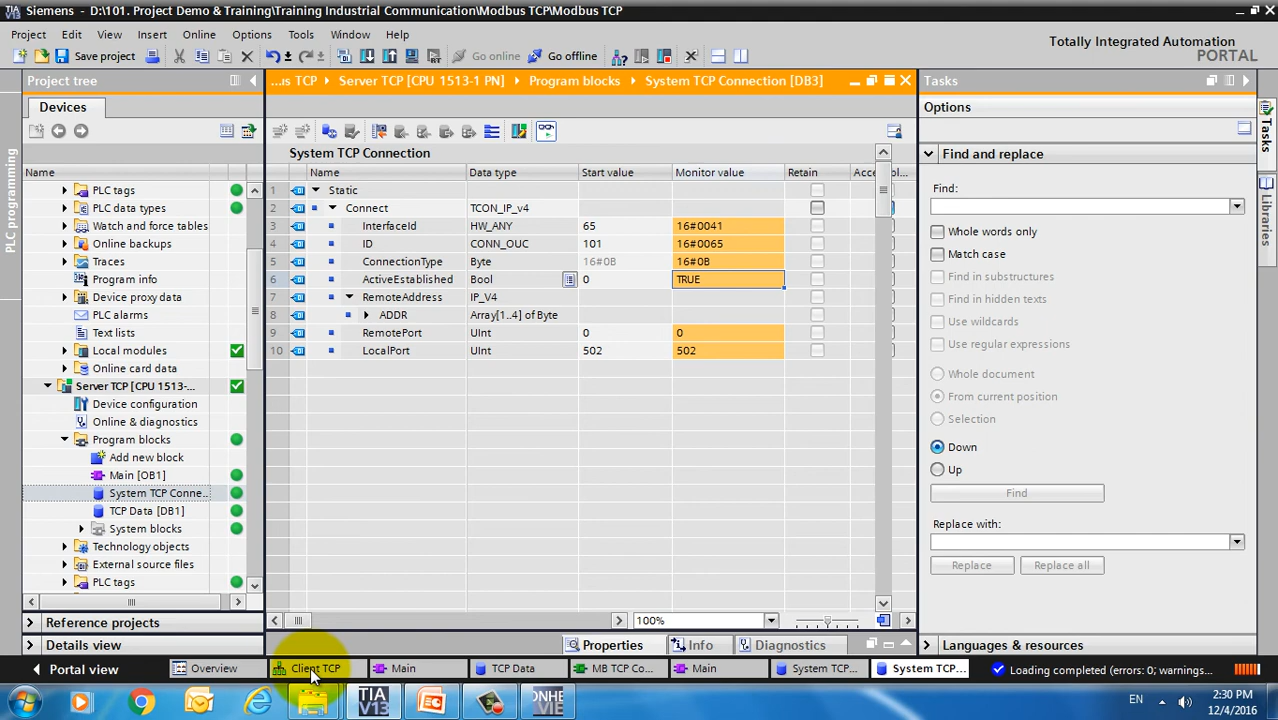 Siemens - D:\101. Project Demo & Training\Training Industrial Communication\Modbus TCP\Modbus TCP
TIA
V13
Project Edit View Insert Online Options Tools Window Help
Totally Integrated Automation
PORTAL
Save project
Go online
Go offline
Project tree
...us TCP Server TCP [CPU 1513-1 PN] Program blocks System TCP Connection [DB3]
Tasks
Devices
Options
PLC programming
Tasks
Libraries
Name
PLC tags
PLC data types
Watch and force tables
Online backups
Traces
Program info
Device proxy data
PLC alarms
Text lists
Local modules
Online card data
Server TCP [CPU 1513-...
Device configuration
Online & diagnostics
Program blocks
Add new block
Main [OB1]
System TCP Conne...
TCP Data [DB1]
System blocks
Technology objects
External source files
PLC tags
Reference projects
Details view
System TCP Connection
Name Data type Start value Monitor value Retain
1 Static
2 Connect TCON_IP_v4
3 InterfaceId HW_ANY 65 16#0041
4 ID CONN_OUC 101 16#0065
5 ConnectionType Byte 16#0B 16#0B
6 ActiveEstablished Bool 0 TRUE
7 RemoteAddress IP_V4
8 ADDR Array[1..4] of Byte
9 RemotePort UInt 0 0
10 LocalPort UInt 502 502
100%
Properties Info Diagnostics
Find and replace
Find:
Whole words only
Match case
Find in substructures
Find in hidden texts
Use wildcards
Use regular expressions
Whole document
From current position
Selection
Down
Up
Find
Replace with:
Replace Replace all
Languages & resources
Portal view Overview Client TCP Main TCP Data MB TCP Co... Main System TCP... System TCP... Loading completed (errors: 0; warnings...
TIA
V13
EN
2:30 PM
12/4/2016